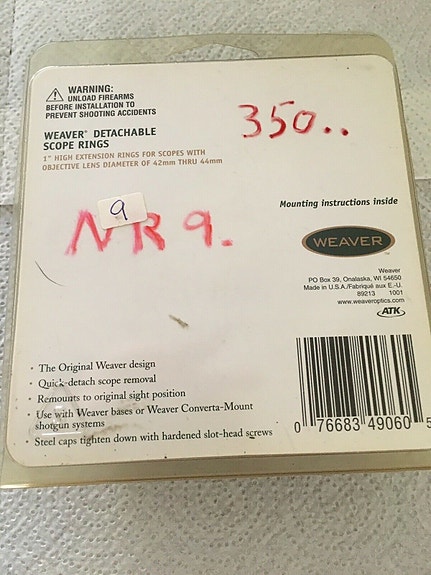 WARNING:
UNLOAD FIREARMS
BEFORE INSTALLATION TO
PREVENT SHOOTING ACCIDENTS
WEAVER® DETACHABLE
SCOPE RINGS
1" HIGH EXTENSION RINGS FOR SCOPES WITH
OBJECTIVE LENS DIAMETER OF 42mm THRU 44mm
350..
9
NR 9.
Mounting instructions inside
WEAVER™
Weaver
PO Box 39, Onalaska, WI 54650
Made in U.S.A./Fabriqué aux E.-U.
89213 1001
www.weaveroptics.com
ATK
• The Original Weaver design
• Quick-detach scope removal
• Remounts to original sight position
• Use with Weaver bases or Weaver Converta-Mount
shotgun systems
• Steel caps tighten down with hardened slot-head screws
0 76683 49060 5